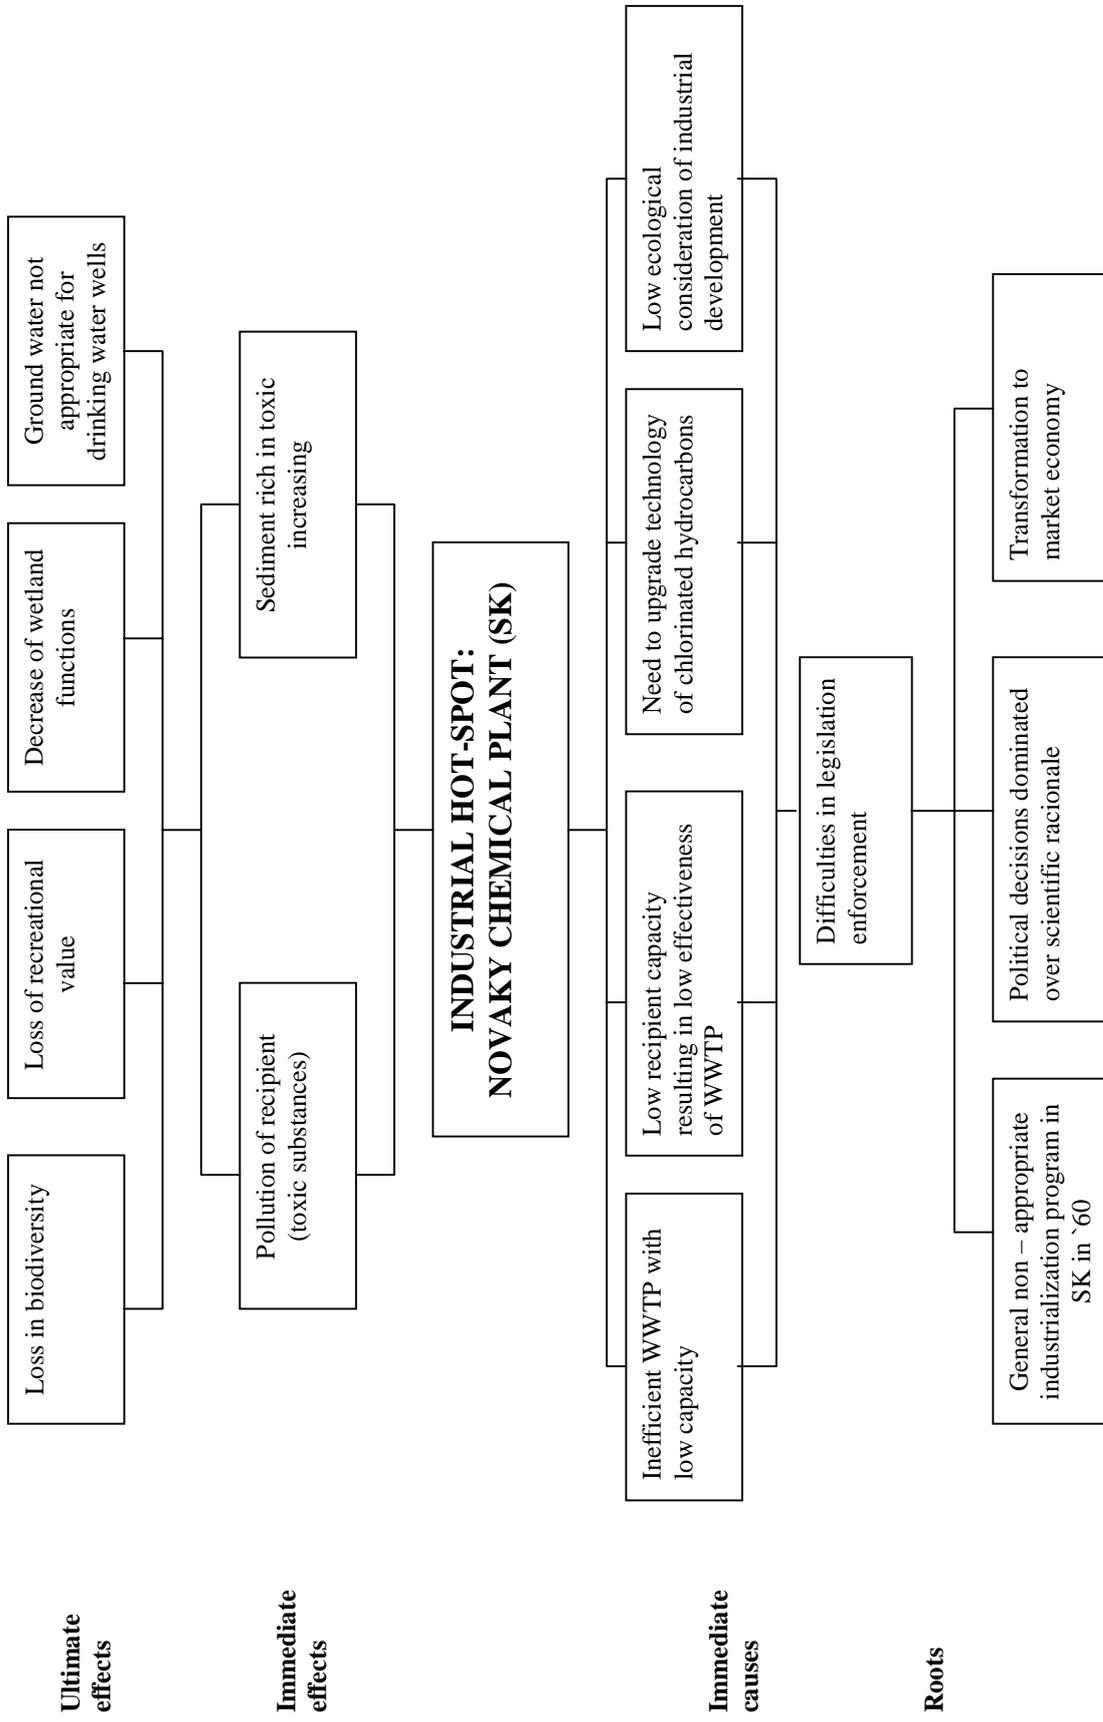 Ultimate
effects
Loss in biodiversity
Loss of recreational
value
Decrease of wetland
functions
Ground water not
appropriate for
drinking water wells
Immediate
effects
Pollution of recipient
(toxic substances)
Sediment rich in toxic
increasing
INDUSTRIAL HOT-SPOT:
NOVAKY CHEMICAL PLANT (SK)
Immediate
causes
Inefficient WWTP with
low capacity
Low recipient capacity
resulting in low effectiveness
of WWTP
Need to upgrade technology
of chlorinated hydrocarbons
Low ecological
consideration of industrial
development
Roots
Difficulties in legislation
enforcement
General non – appropriate
industrialization program in
SK in `60
Political decisions dominated
over scientific racionale
Transformation to
market economy